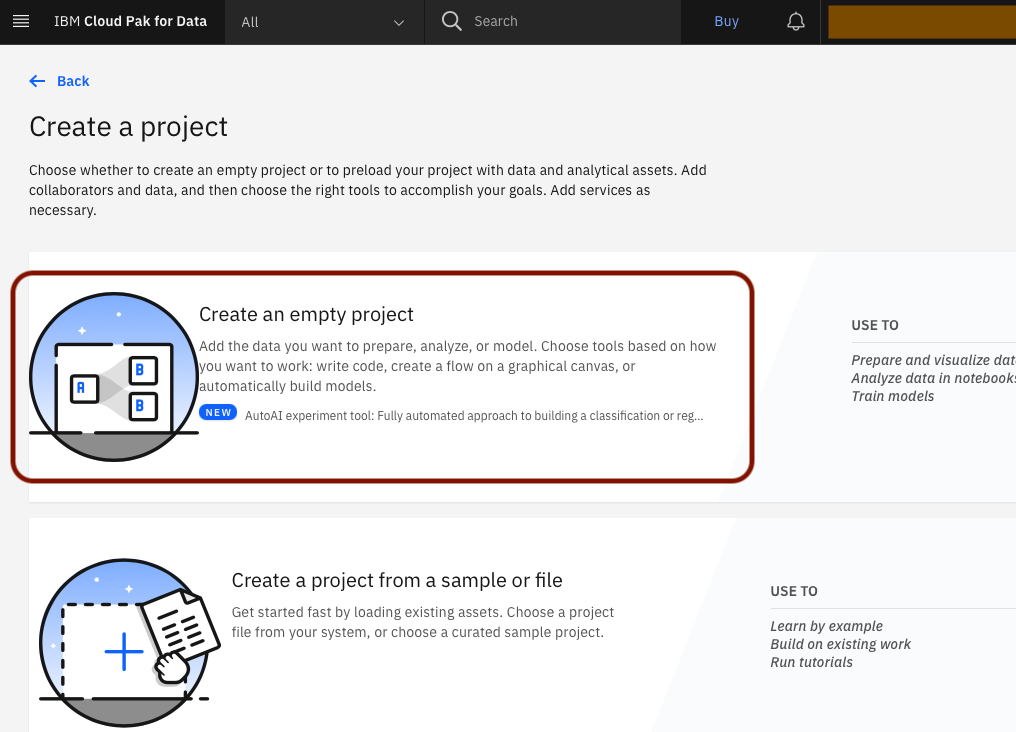 IBM Cloud Pak for Data
All
Search
Buy
Back
Create a project
Choose whether to create an empty project or to preload your project with data and analytical assets. Add
collaborators and data, and then choose the right tools to accomplish your goals. Add services as
necessary.
Create an empty project
Add the data you want to prepare, analyze, or model. Choose tools based on how
you want to work: write code, create a flow on a graphical canvas, or
automatically build models.
NEW AutoAI experiment tool: Fully automated approach to building a classification or reg...
A
B
B
USE TO
Prepare and visualize dat
Analyze data in notebooks
Train models
Create a project from a sample or file
Get started fast by loading existing assets. Choose a project
file from your system, or choose a curated sample project.
USE TO
Learn by example
Build on existing work
Run tutorials